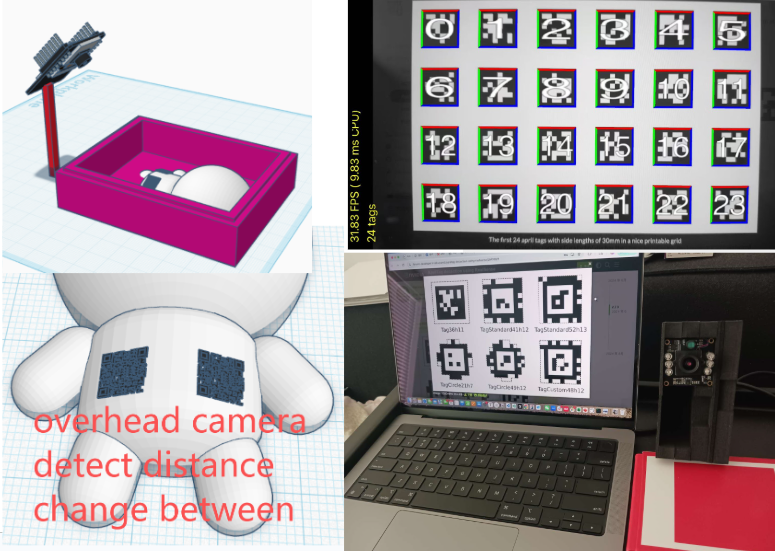 Workplane
0 1 2 3 4 5
6 7 8 9 10 11
12 13 14 15 16 17
18 19 20 21 22 23
31.83 FPS ( 9.83 ms CPU)
24 tags
The first 24 april tags with side lengths of 30mm in a nice printable grid
overhead camera
detect distance
change between
Tag36h11 TagStandard41h12 TagStandard52h13
TagCircle21h7 TagCircle49h12 TagCustom48h12